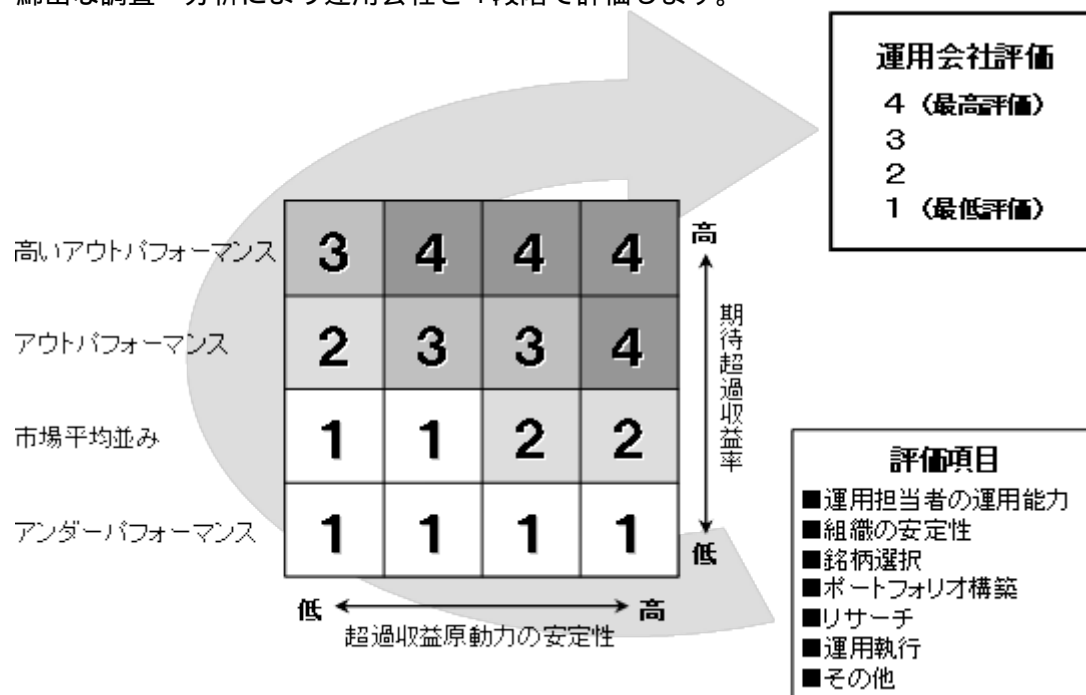 運用会社評価
4 (最高評価)
3
2
1 (最低評価)
高いアウトパフォーマンス 3 4 4 4
アウトパフォーマンス 2 3 3 4
市場平均並み 1 1 2 2
アンダーパフォーマンス 1 1 1 1
高
期待超過収益率
低
低 高
超過収益原動力の安定性
評価項目
■運用担当者の運用能力
■組織の安定性
■銘柄選択
■ポートフォリオ構築
■リサーチ
■運用執行
■その他